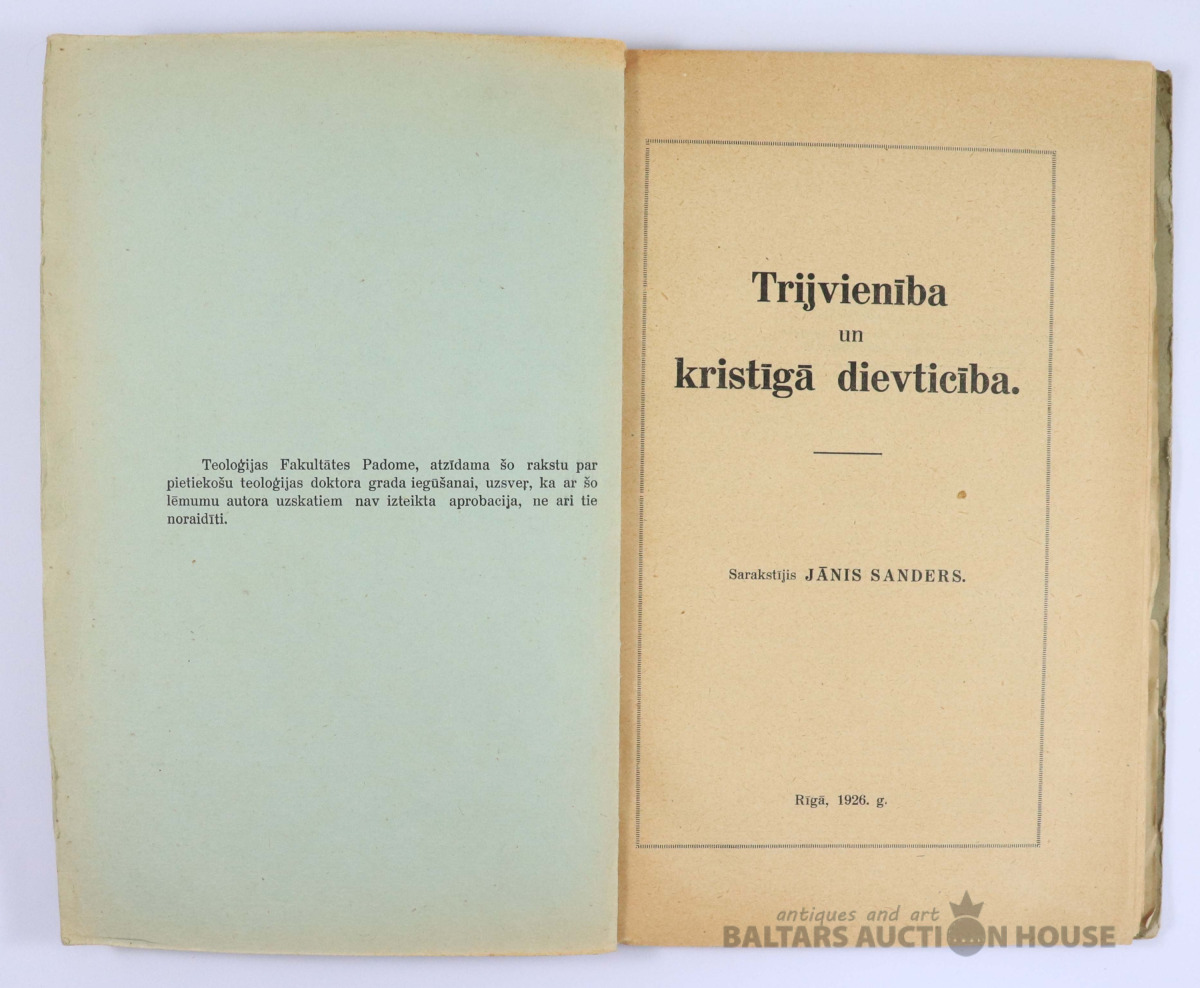 Teoloģijas Fakultātes Padome, atzīdama šo rakstu par
pietiekošu teoloģijas doktora grada iegūšanai, uzsveŗ, ka ar šo
lēmumu autora uzskatiem nav izteikta aprobacija, ne ari tie
noraidīti.
Trijvienība
un
kristīgā dievticība.
Sarakstījis JĀNIS SANDERS.
Rīgā, 1926. g.
antiques and art
BALTARS AUCTION HOUSE